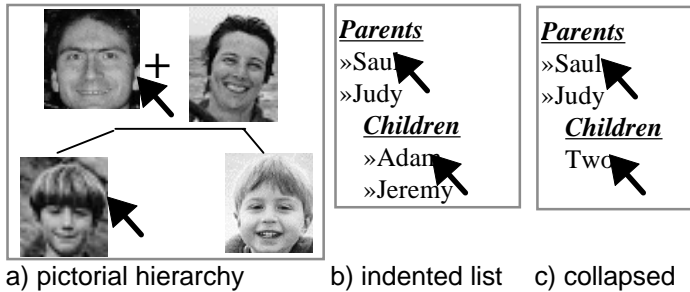 +
Parents
»Saul
»Judy
Children
»Adam
»Jeremy
Parents
»Saul
»Judy
Children
Two
a) pictorial hierarchy
b) indented list
c) collapsed